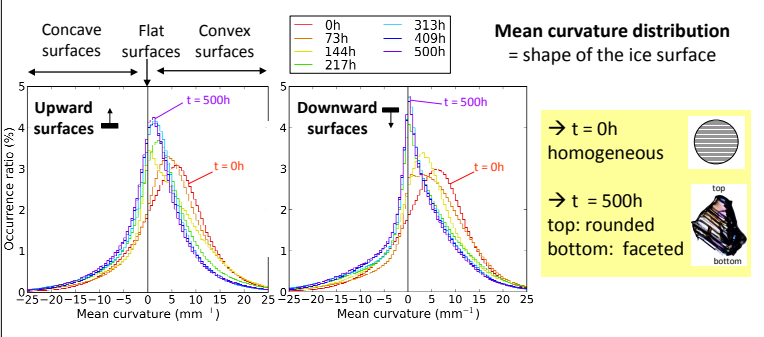 Concave surfaces
Flat surfaces
Convex surfaces
0h
73h
144h
217h
313h
409h
500h
Mean curvature distribution
= shape of the ice surface
Upward surfaces
t = 500h
t = 0h
Occurrence ratio (%)
0
1
2
3
4
5
−25 −20 −15 −10 −5 0 5 10 15 20 25
Mean curvature (mm⁻¹)
Downward surfaces
t = 500h
t = 0h
0
1
2
3
4
5
−25 −20 −15 −10 −5 0 5 10 15 20 25
Mean curvature (mm⁻¹)
→ t = 0h
homogeneous
→ t = 500h
top: rounded
bottom: faceted
top
bottom